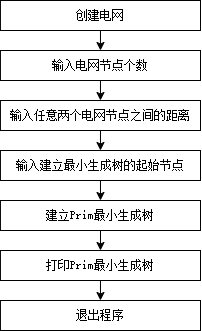 创建电网
输入电网节点个数
输入任意两个电网节点之间的距离
输入建立最小生成树的起始节点
建立Prim最小生成树
打印Prim最小生成树
退出程序